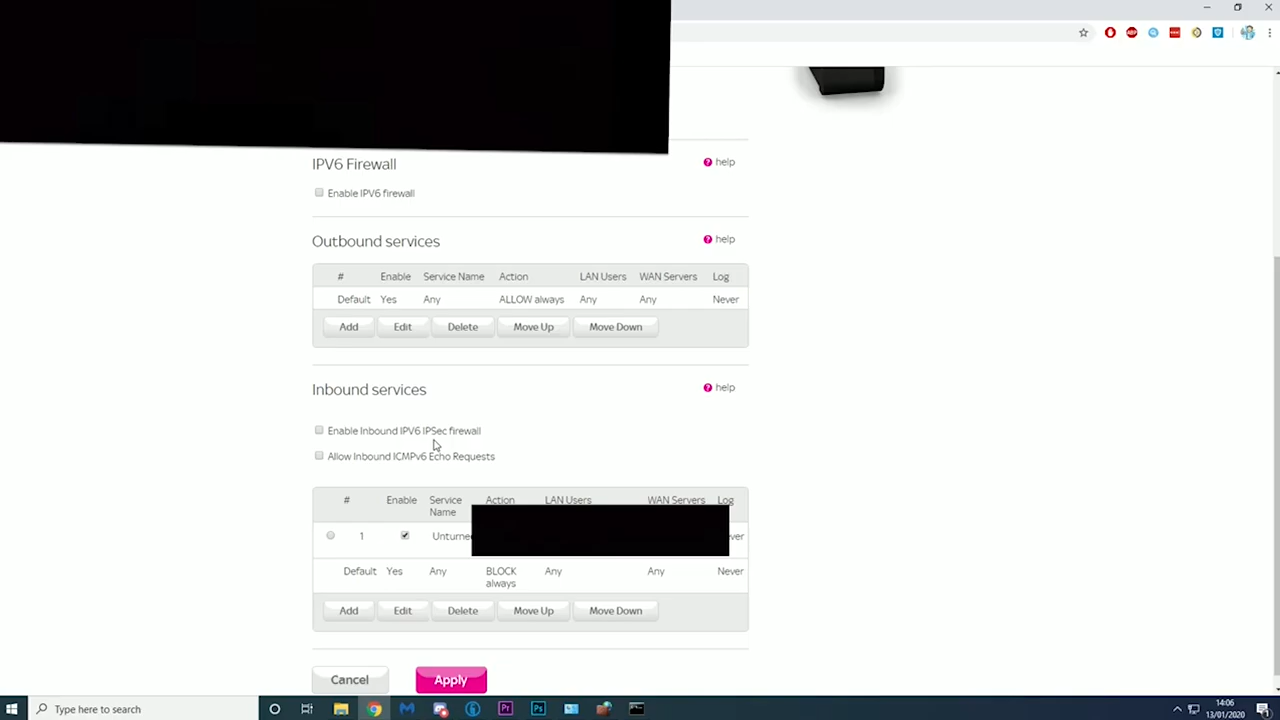 IPV6 Firewall
help
Enable IPV6 firewall
Outbound services
help
# Enable Service Name Action LAN Users WAN Servers Log
Default Yes Any ALLOW always Any Any Never
Add Edit Delete Move Up Move Down
Inbound services
help
Enable Inbound IPV6 IPSec firewall
Allow Inbound ICMPv6 Echo Requests
# Enable Service Name Action LAN Users WAN Servers Log
1
Default Yes Any BLOCK always Any Any Never
Add Edit Delete Move Up Move Down
Cancel Apply
Type here to search
14:06
13/01/2020